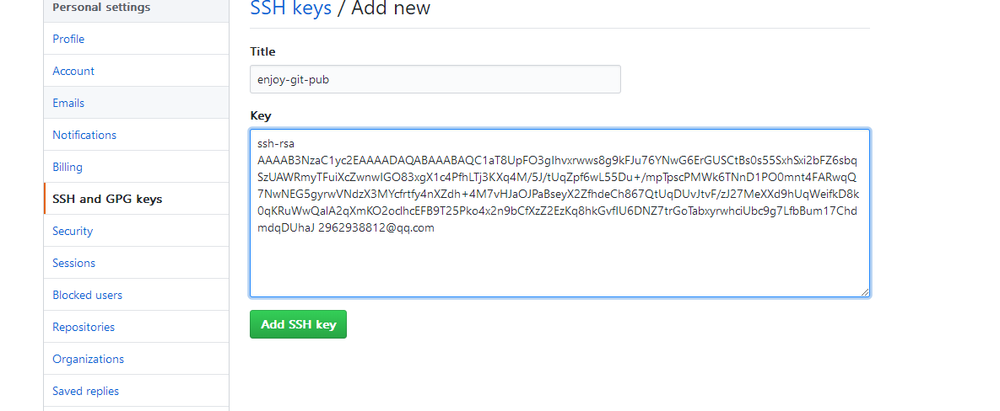 Personal settings
Profile
Account
Emails
Notifications
Billing
SSH and GPG keys
Security
Sessions
Blocked users
Repositories
Organizations
Saved replies
SSH keys / Add new
Title
enjoy-git-pub
Key
ssh-rsa
AAAAB3NzaC1yc2EAAAADAQABAAABAQC1aT8UpFO3gIhvxrwws8g9kFJu76YNwG6ErGUSCtBs0s55SxhSxi2bFZ6sbq
SzUAWRmyTFuiXcZwnwIGO83xgX1c4PfhLTj3KXq4M/5J/tUqZpf6wL55Du+/mpTpscPMWk6TNnD1PO0mnt4FARwqQ
7NwNEG5gyrwVNdzX3MYcfrtfy4nXZdh+4M7vHJaOJPaBseyX2ZfhdeCh867QtUqDUvJtvF/zJ27MeXXd9hUqWeifkD8k
0qKRuWwQaIA2qXmKO2oclhcEFB9T25Pko4x2n9bCfXzZ2EzKq8hkGvfIU6DNZ7trGoTabxyrwhciUbc9g7LfbBum17Chd
mdqDUhaJ 2962938812@qq.com
Add SSH key